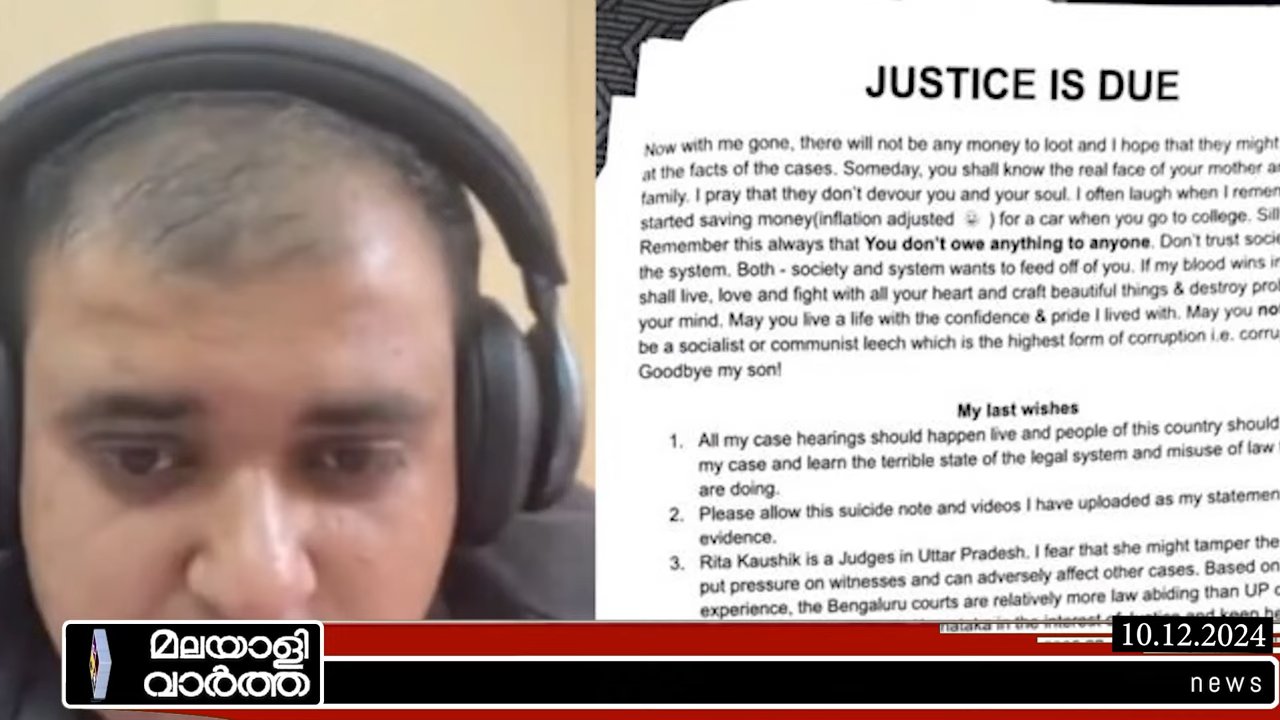 JUSTICE IS DUE
Now with me gone, there will not be any money to loot and I hope that they might
at the facts of the cases. Someday, you shall know the real face of your mother
family. I pray that they don't devour you and your soul. I often laugh when I
started saving money(inflation adjusted ) for a car when you go to college.
Remember this always that You don't owe anything to anyone. Don't trust
the system. Both - society and system wants to feed off of you. If my blood wins
shall live, love and fight with all your heart and craft beautiful things & destroy
your mind. May you live a life with the confidence & pride I lived with. May you
be a socialist or communist leech which is the highest form of corruption i.e.
Goodbye my son!
My last wishes
1. All my case hearings should happen live and people of this country should
my case and learn the terrible state of the legal system and misuse of law
are doing.
2. Please allow this suicide note and videos I have uploaded as my
evidence.
3. Rita Kaushik is a Judges in Uttar Pradesh. I fear that she might tamper the
put pressure on witnesses and can adversely affect other cases. Based on
experience, the Bengaluru courts are relatively more law abiding than UP
in the interest of Justice and keep
മലയാളി
വാർത്ത
10.12.2024
news